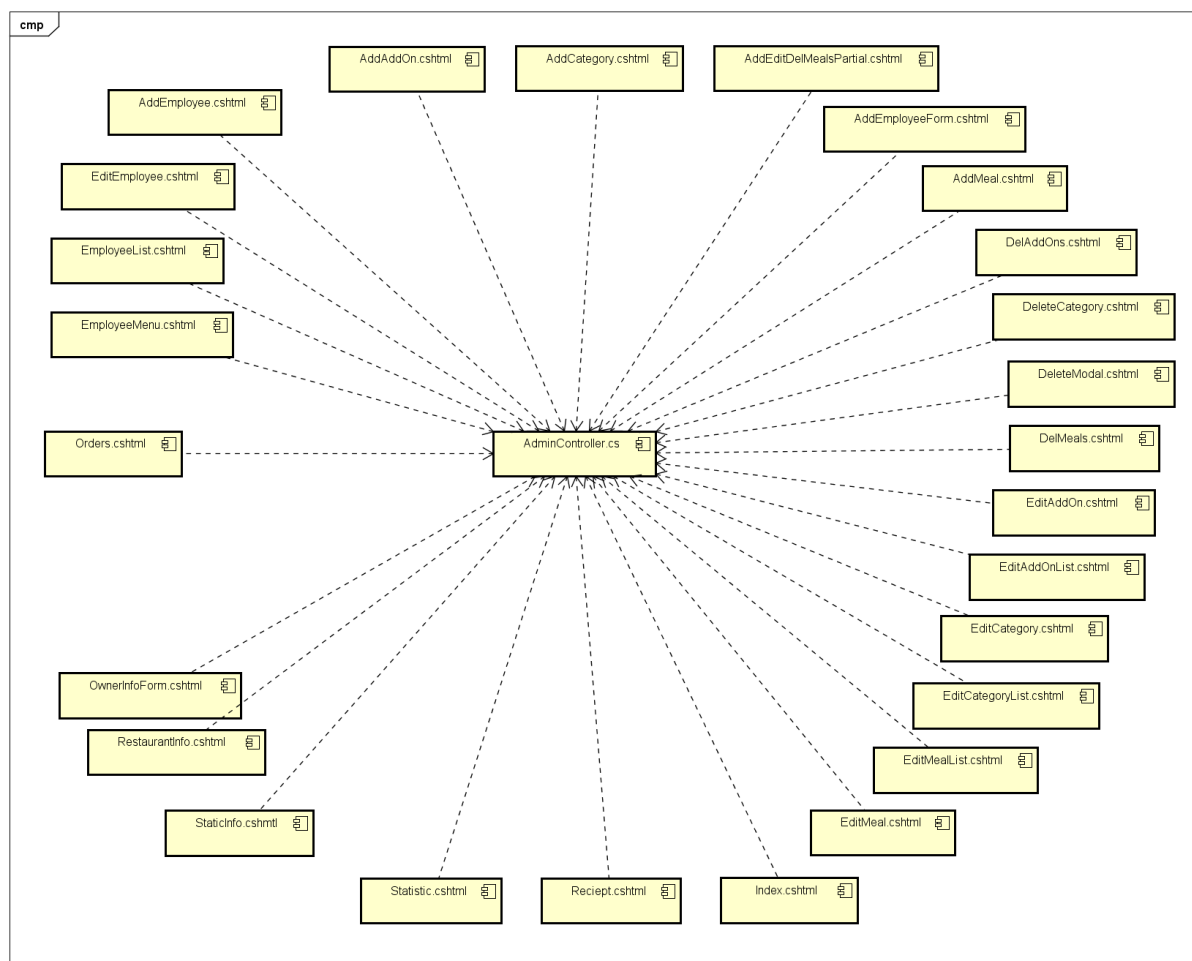 cmp
AddAddOn.cshtml
AddCategory.cshtml
AddEditDelMealsPartial.cshtml
AddEmployee.cshtml
AddEmployeeForm.cshtml
EditEmployee.cshtml
AddMeal.cshtml
EmployeeList.cshtml
DelAddOns.cshtml
EmployeeMenu.cshtml
DeleteCategory.cshtml
DeleteModal.cshtml
Orders.cshtml
AdminController.cs
DelMeals.cshtml
EditAddOn.cshtml
EditAddOnList.cshtml
EditCategory.cshtml
OwnerInfoForm.cshtml
EditCategoryList.cshtml
RestaurantInfo.cshtml
EditMealList.cshtml
StaticInfo.cshmtl
EditMeal.cshtml
Statistic.cshtml
Reciept.cshtml
Index.cshtml